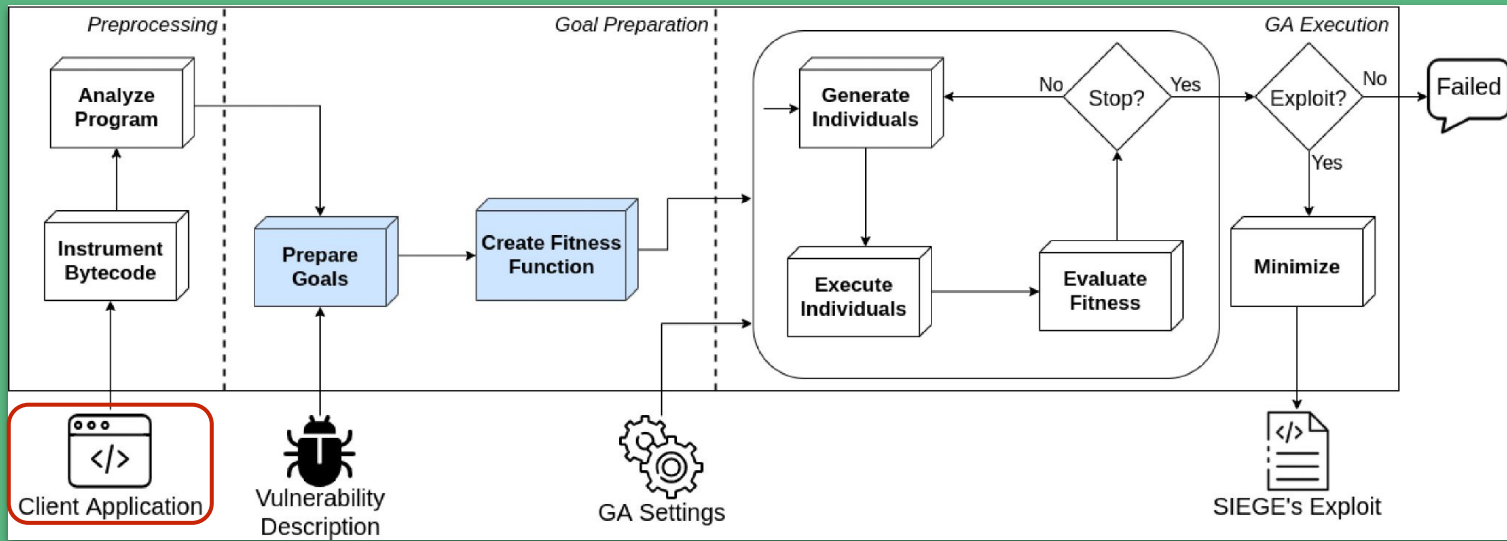 Preprocessing
Goal Preparation
GA Execution
Analyze
Program
Instrument
Bytecode
Prepare
Goals
Create Fitness
Function
Generate
Individuals
Execute
Individuals
Evaluate
Fitness
No
Stop?
Yes
Exploit?
No
Failed
Yes
Minimize
</>
Client Application
Vulnerability
Description
GA Settings
</>
SIEGE's Exploit